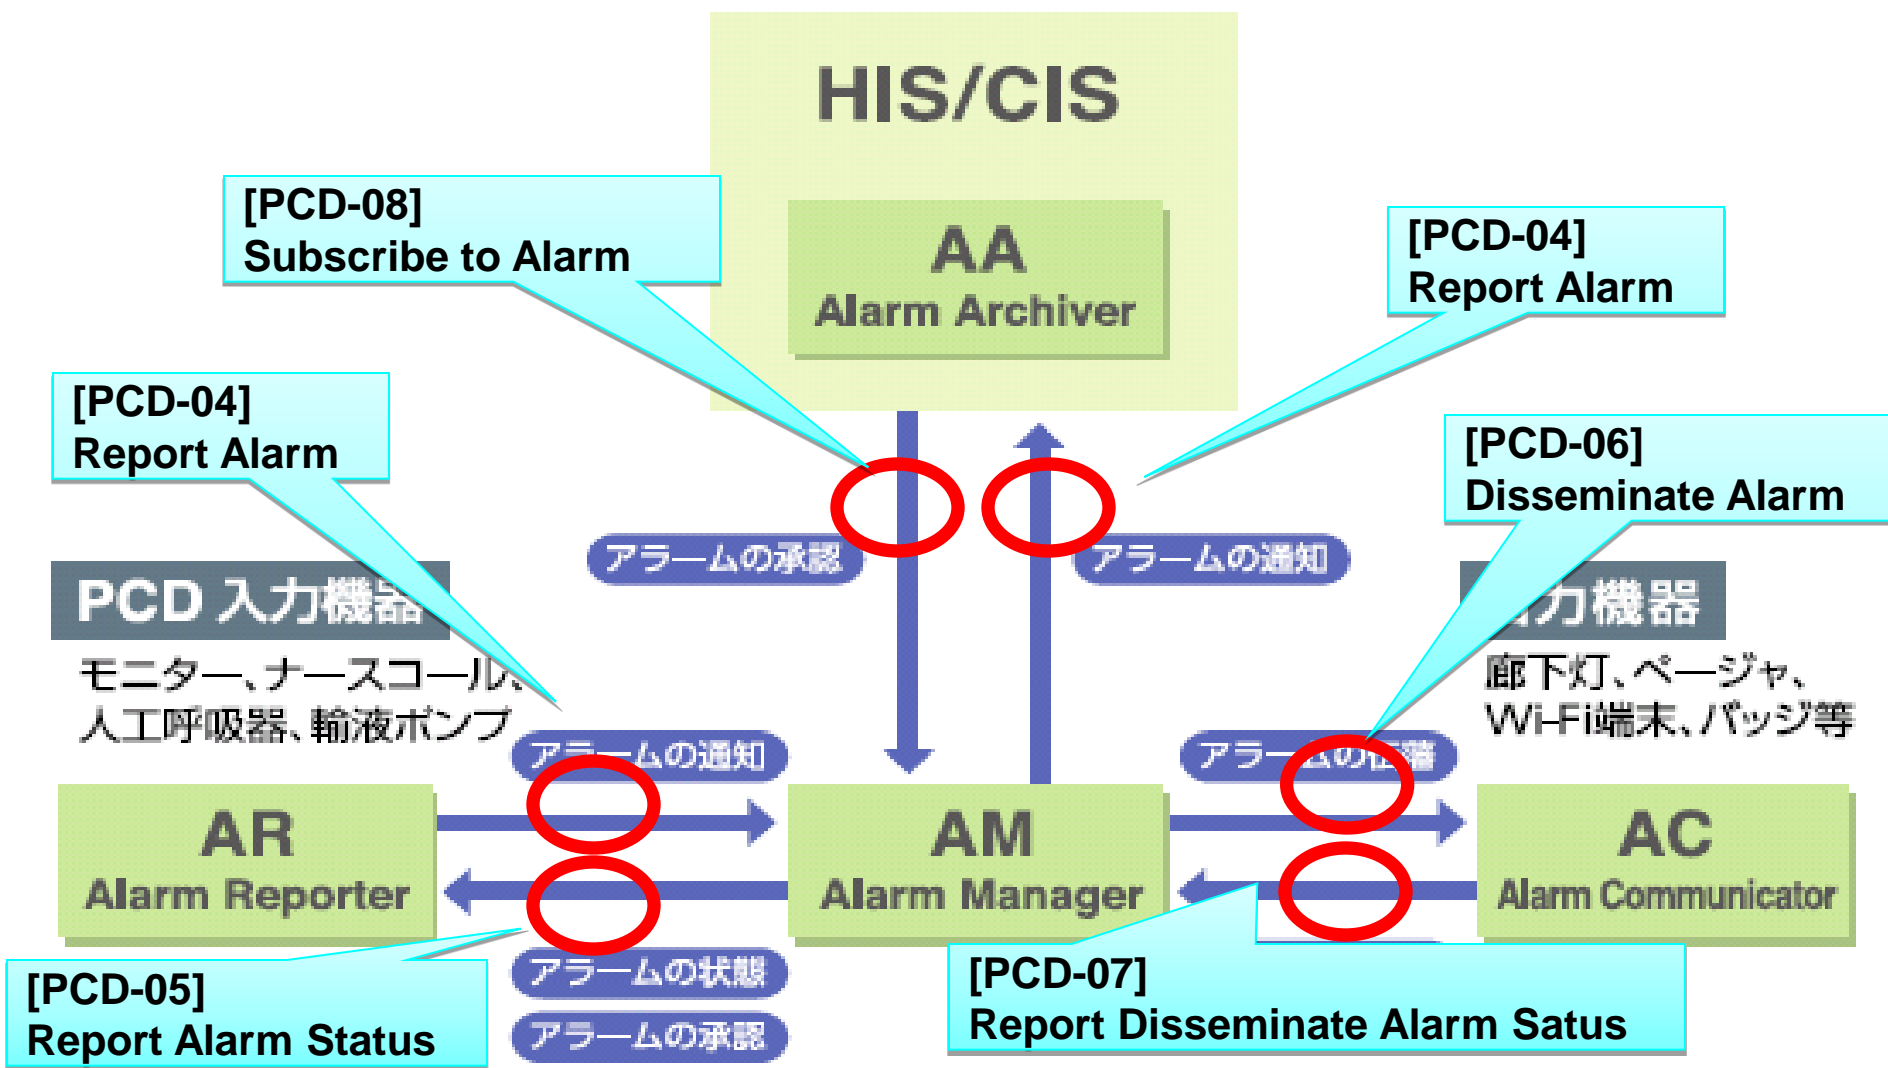 HIS/CIS
[PCD-08]
Subscribe to Alarm
AA
Alarm Archiver
[PCD-04]
Report Alarm
[PCD-04]
Report Alarm
[PCD-06]
Disseminate Alarm
アラームの承認
アラームの通知
PCD 入力機器
力機器
モニター、ナースコール、
人工呼吸器、輸液ポンプ
廊下灯、ページャ、
Wi-Fi端末、バッジ等
アラームの通知
アラームの伝
AR
Alarm Reporter
AM
Alarm Manager
AC
Alarm Communicator
[PCD-05]
Report Alarm Status
アラームの状態
アラームの承認
[PCD-07]
Report Disseminate Alarm Satus